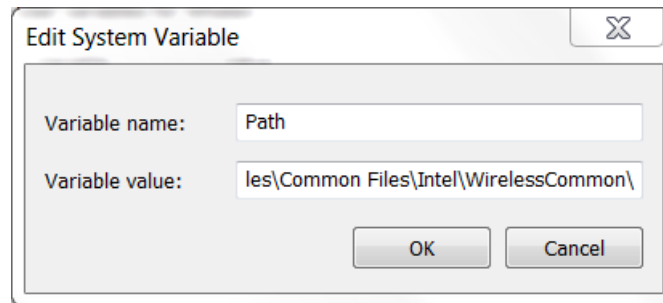 Edit System Variable
Variable name: Path
Variable value: les\Common Files\Intel\WirelessCommon\
OK Cancel